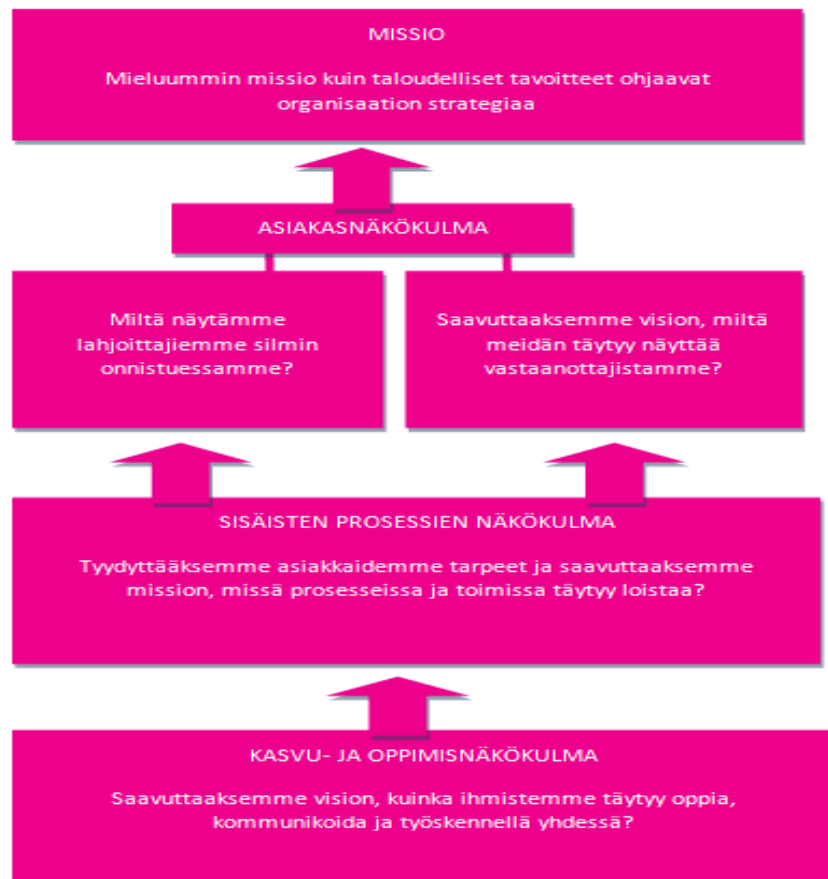 MISSIO
Mieluummin missio kuin taloudelliset tavoitteet ohjaavat
organisaation strategiaa
ASIAKASNÄKÖKULMA
Miltä näytämme
lahjoittajiemme silmin
onnistuessamme?
Saavuttaaksemme vision, miltä
meidän täytyy näyttää
vastaanottajistamme?
SISÄISTEN PROSESSIEN NÄKÖKULMA
Tyydyttääksemme asiakkaidemme tarpeet ja saavuttaaksemme
mission, missä prosesseissa ja toimissa täytyy loistaa?
KASVU- JA OPPIMISNÄKÖKULMA
Saavuttaaksemme vision, kuinka ihmistemme täytyy oppia,
kommunikoida ja työskennellä yhdessä?